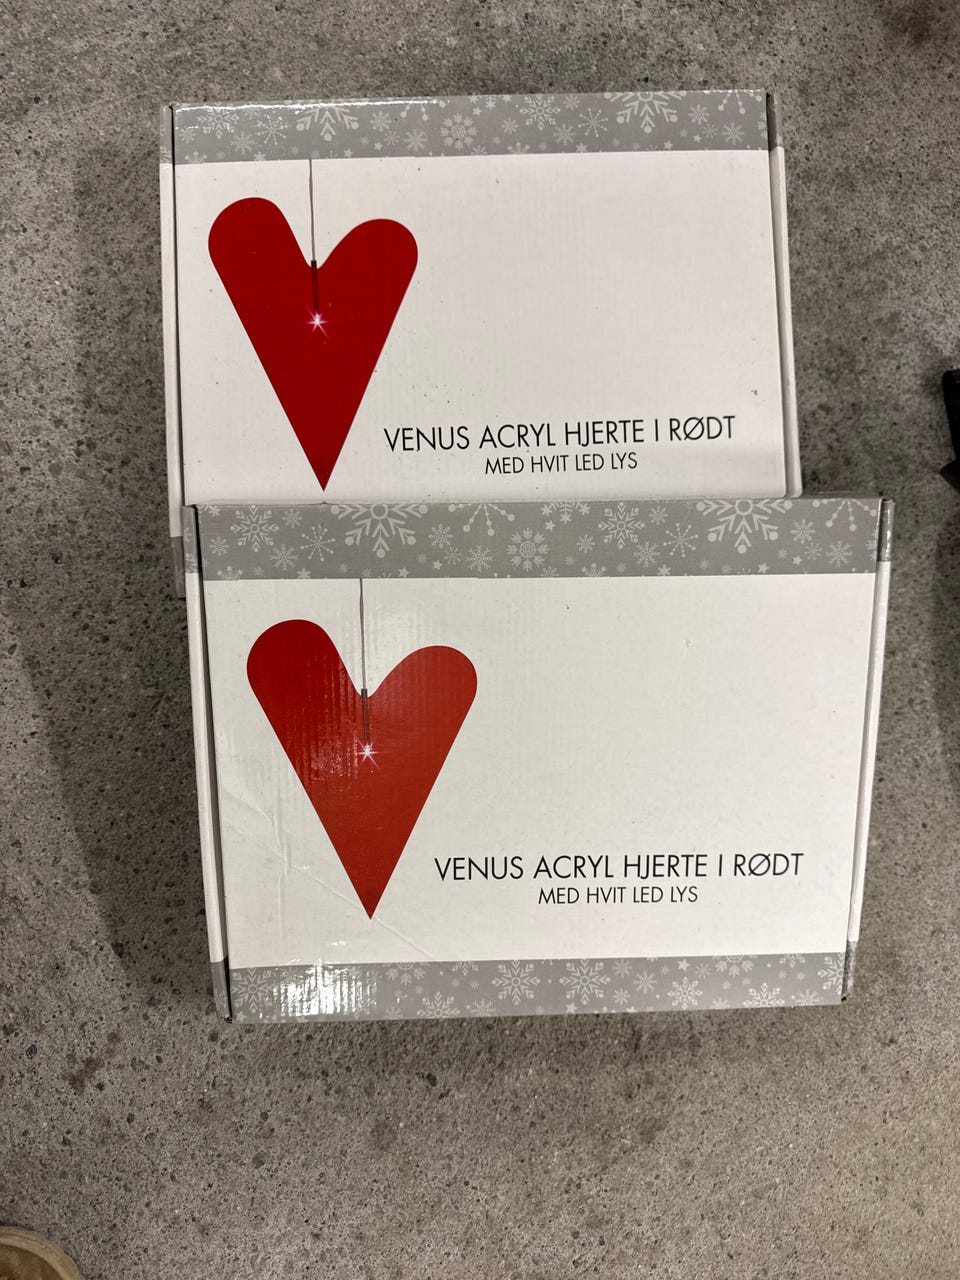 VENUS ACRYL HJERTE I RØDT
MED HVIT LED LYS
VENUS ACRYL HJERTE I RØDT
MED HVIT LED LYS